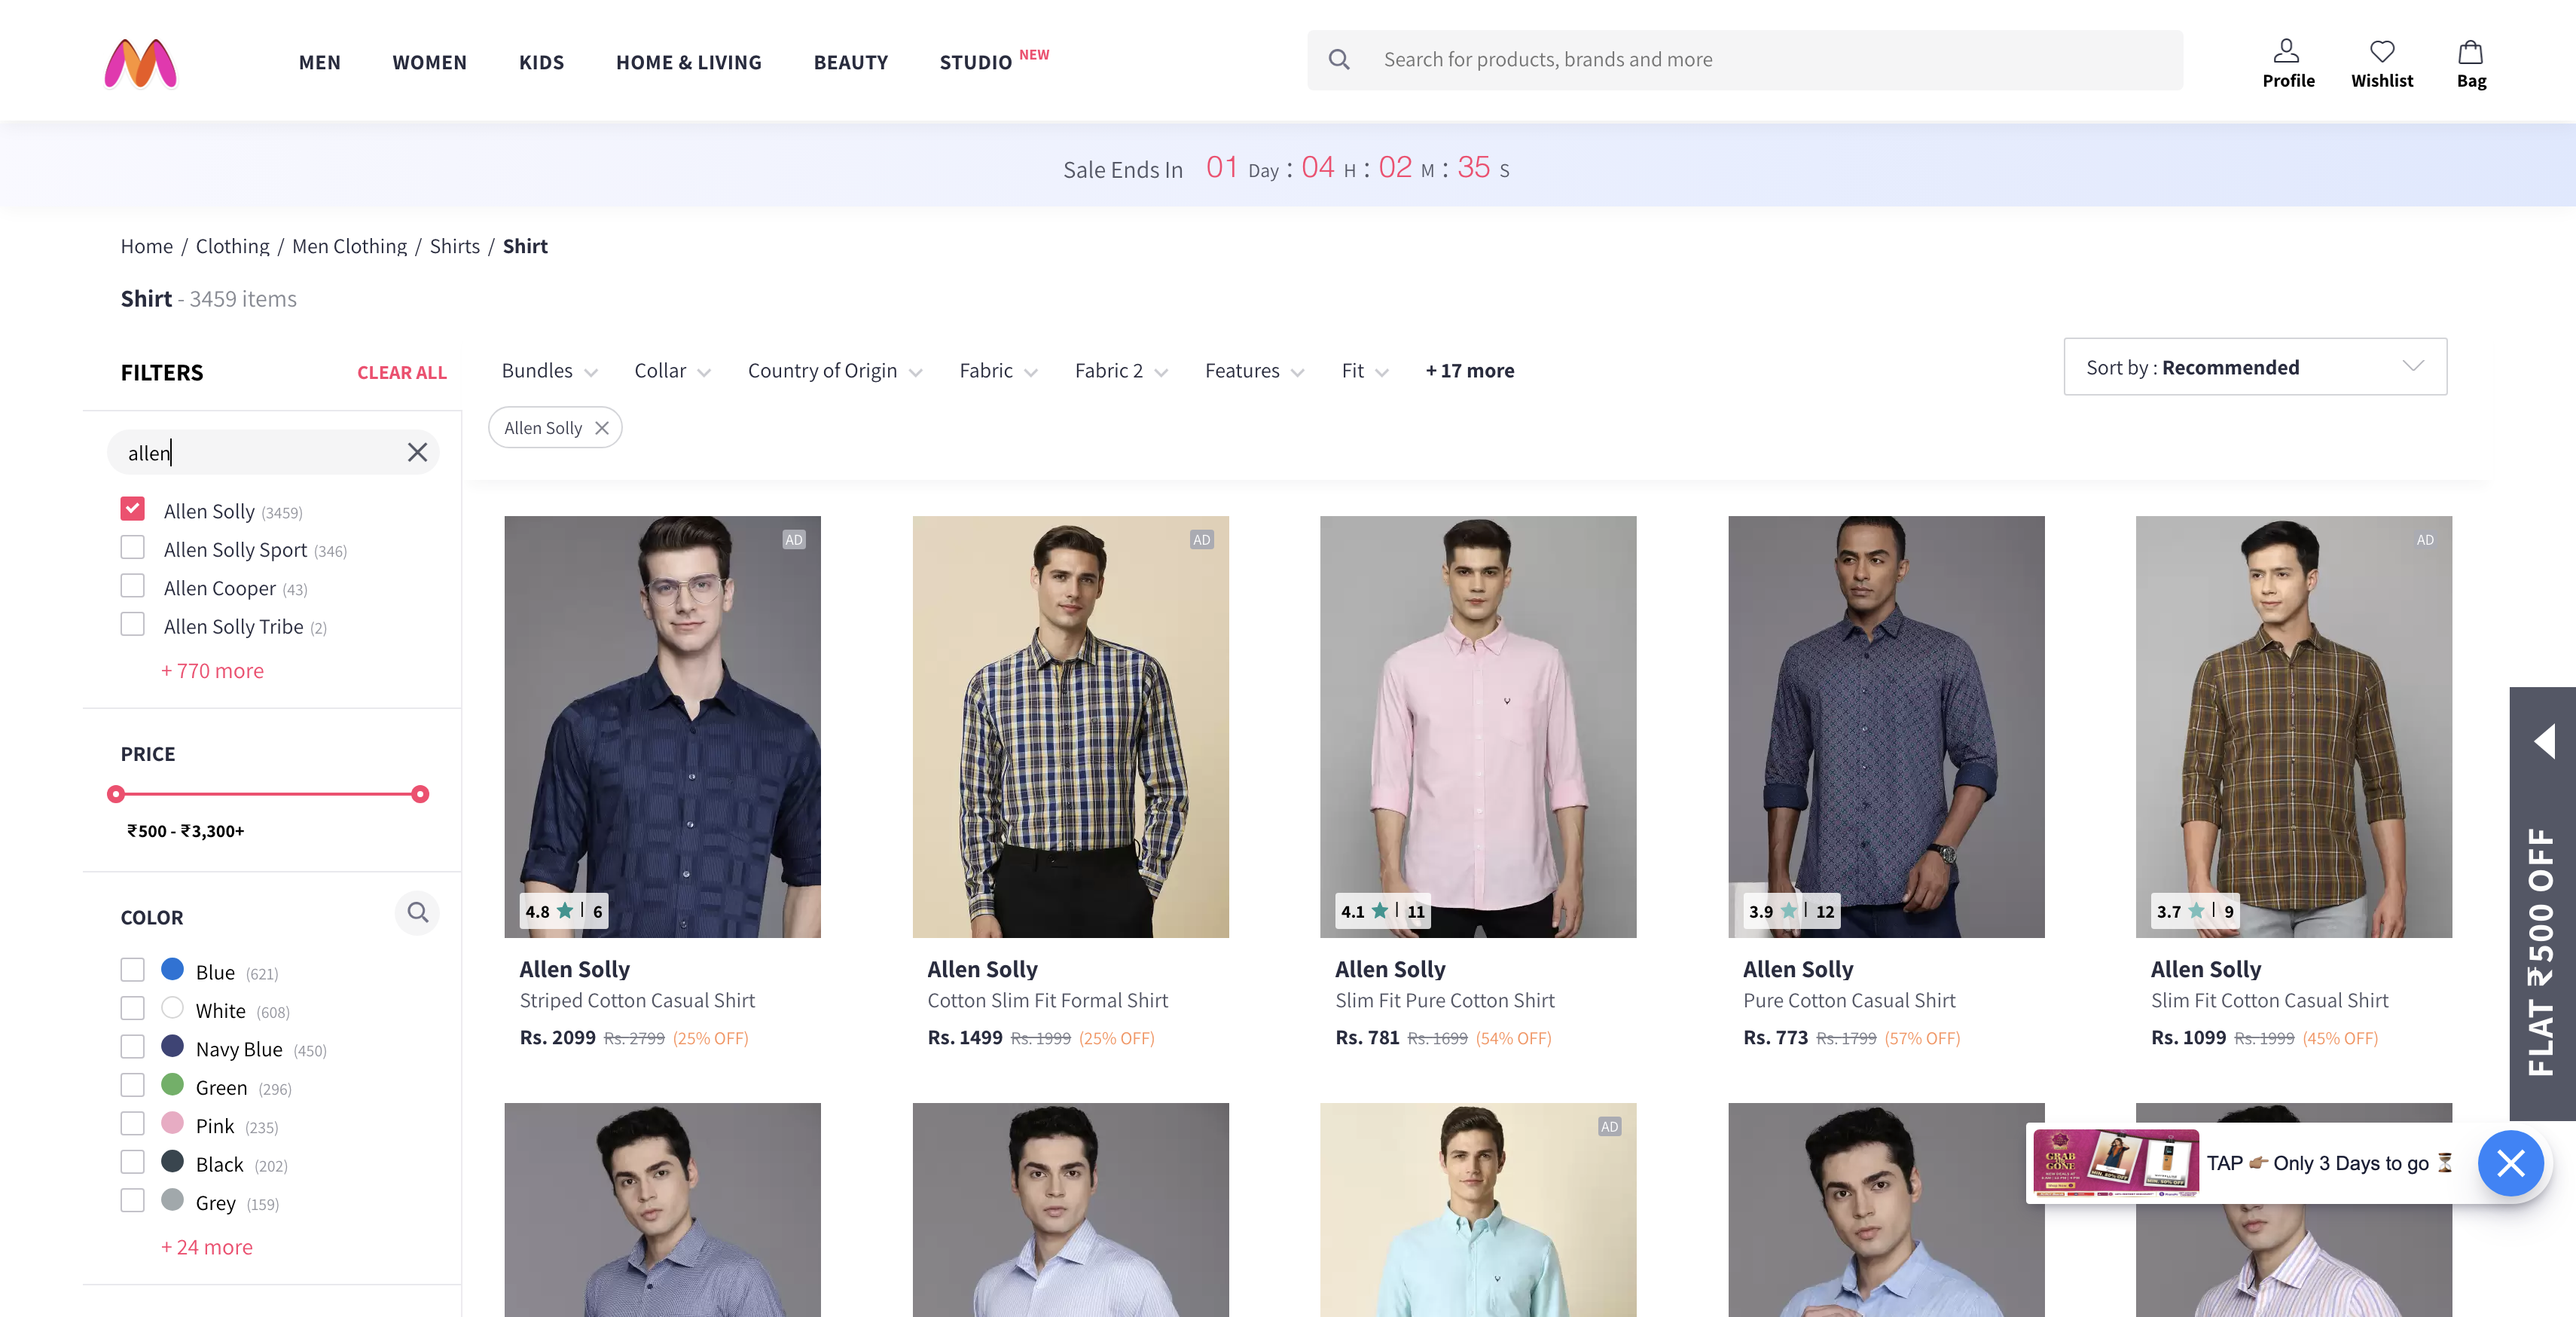 MEN WOMEN KIDS HOME & LIVING BEAUTY STUDIO NEW
Search for products, brands and more
Profile Wishlist Bag
Sale Ends In 01 Day : 04 H : 02 M : 35 S
Home / Clothing / Men Clothing / Shirts / Shirt
Shirt - 3459 items
FILTERS CLEAR ALL
Bundles Collar Country of Origin Fabric Fabric 2 Features Fit + 17 more
Sort by : Recommended
Allen Solly
allen
Allen Solly (3459)
Allen Solly Sport (346)
Allen Cooper (43)
Allen Solly Tribe (2)
+ 770 more
PRICE
₹500 - ₹3,300+
COLOR
Blue (621)
White (608)
Navy Blue (450)
Green (296)
Pink (235)
Black (202)
Grey (159)
+ 24 more
AD
4.8 | 6
Allen Solly
Striped Cotton Casual Shirt
Rs. 2099 Rs. 2799 (25% OFF)
AD
Allen Solly
Cotton Slim Fit Formal Shirt
Rs. 1499 Rs. 1999 (25% OFF)
4.1 | 11
Allen Solly
Slim Fit Pure Cotton Shirt
Rs. 781 Rs. 1699 (54% OFF)
3.9 | 12
Allen Solly
Pure Cotton Casual Shirt
Rs. 773 Rs. 1799 (57% OFF)
AD
3.7 | 9
Allen Solly
Slim Fit Cotton Casual Shirt
Rs. 1099 Rs. 1999 (45% OFF)
AD
FLAT ₹500 OFF
GRAB
GONE
TAP 👉🏽 Only 3 Days to go ⏳